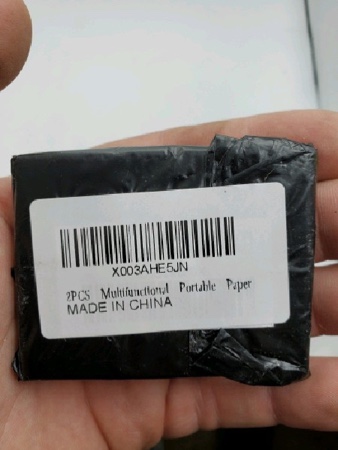 X003AHE5JN
2PCS Multifunctional Portable Paper
MADE IN CHINA